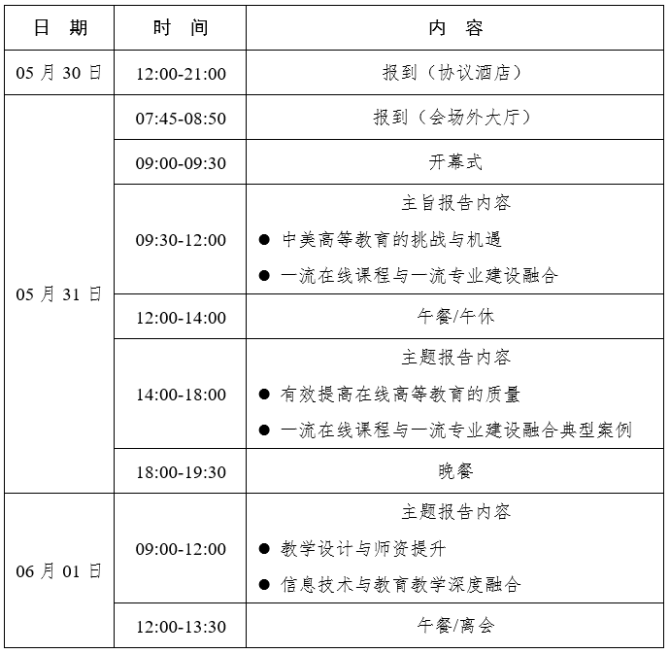 日 期 时 间 内 容
05 月 30 日 12:00-21:00 报到（协议酒店）
07:45-08:50 报到（会场外大厅）
09:00-09:30 开幕式
主旨报告内容
09:30-12:00 ● 中美高等教育的挑战与机遇
● 一流在线课程与一流专业建设融合
05 月 31 日
12:00-14:00 午餐/午休
主题报告内容
14:00-18:00 ● 有效提高在线高等教育的质量
● 一流在线课程与一流专业建设融合典型案例
18:00-19:30 晚餐
主题报告内容
09:00-12:00 ● 教学设计与师资提升
06 月 01 日
● 信息技术与教育教学深度融合
12:00-13:30 午餐/离会